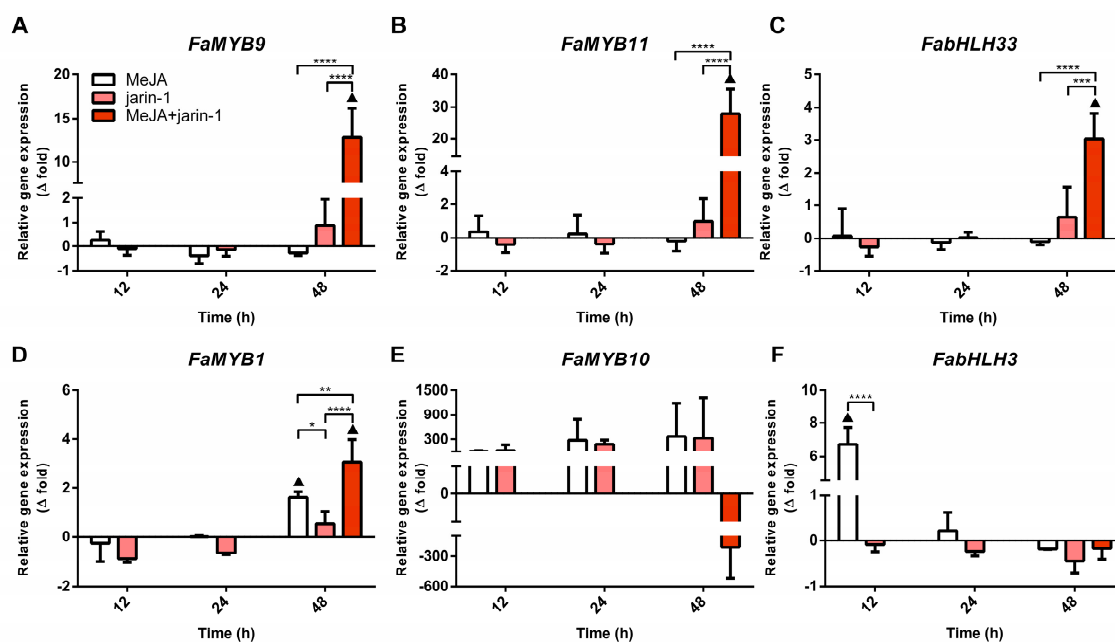 A
FaMYB9
Relative gene expression
(Δ fold)
20
15
10
2
1
0
-1
MeJA
jarin-1
MeJA+jarin-1
****
****
▲
12
24
48
Time (h)
B
FaMYB11
Relative gene expression
(Δ fold)
40
30
20
4
2
0
-2
****
****
▲
12
24
48
Time (h)
C
FabHLH33
Relative gene expression
(Δ fold)
5
4
3
2
1
0
-1
****
***
▲
12
24
48
Time (h)
D
FaMYB1
Relative gene expression
(Δ fold)
6
4
2
0
-2
**
****
*
▲
▲
12
24
48
Time (h)
E
FaMYB10
Relative gene expression
(Δ fold)
1500
900
300
0
-300
-600
12
24
48
Time (h)
F
FabHLH3
Relative gene expression
(Δ fold)
10
8
6
1
0
-1
****
▲
12
24
48
Time (h)